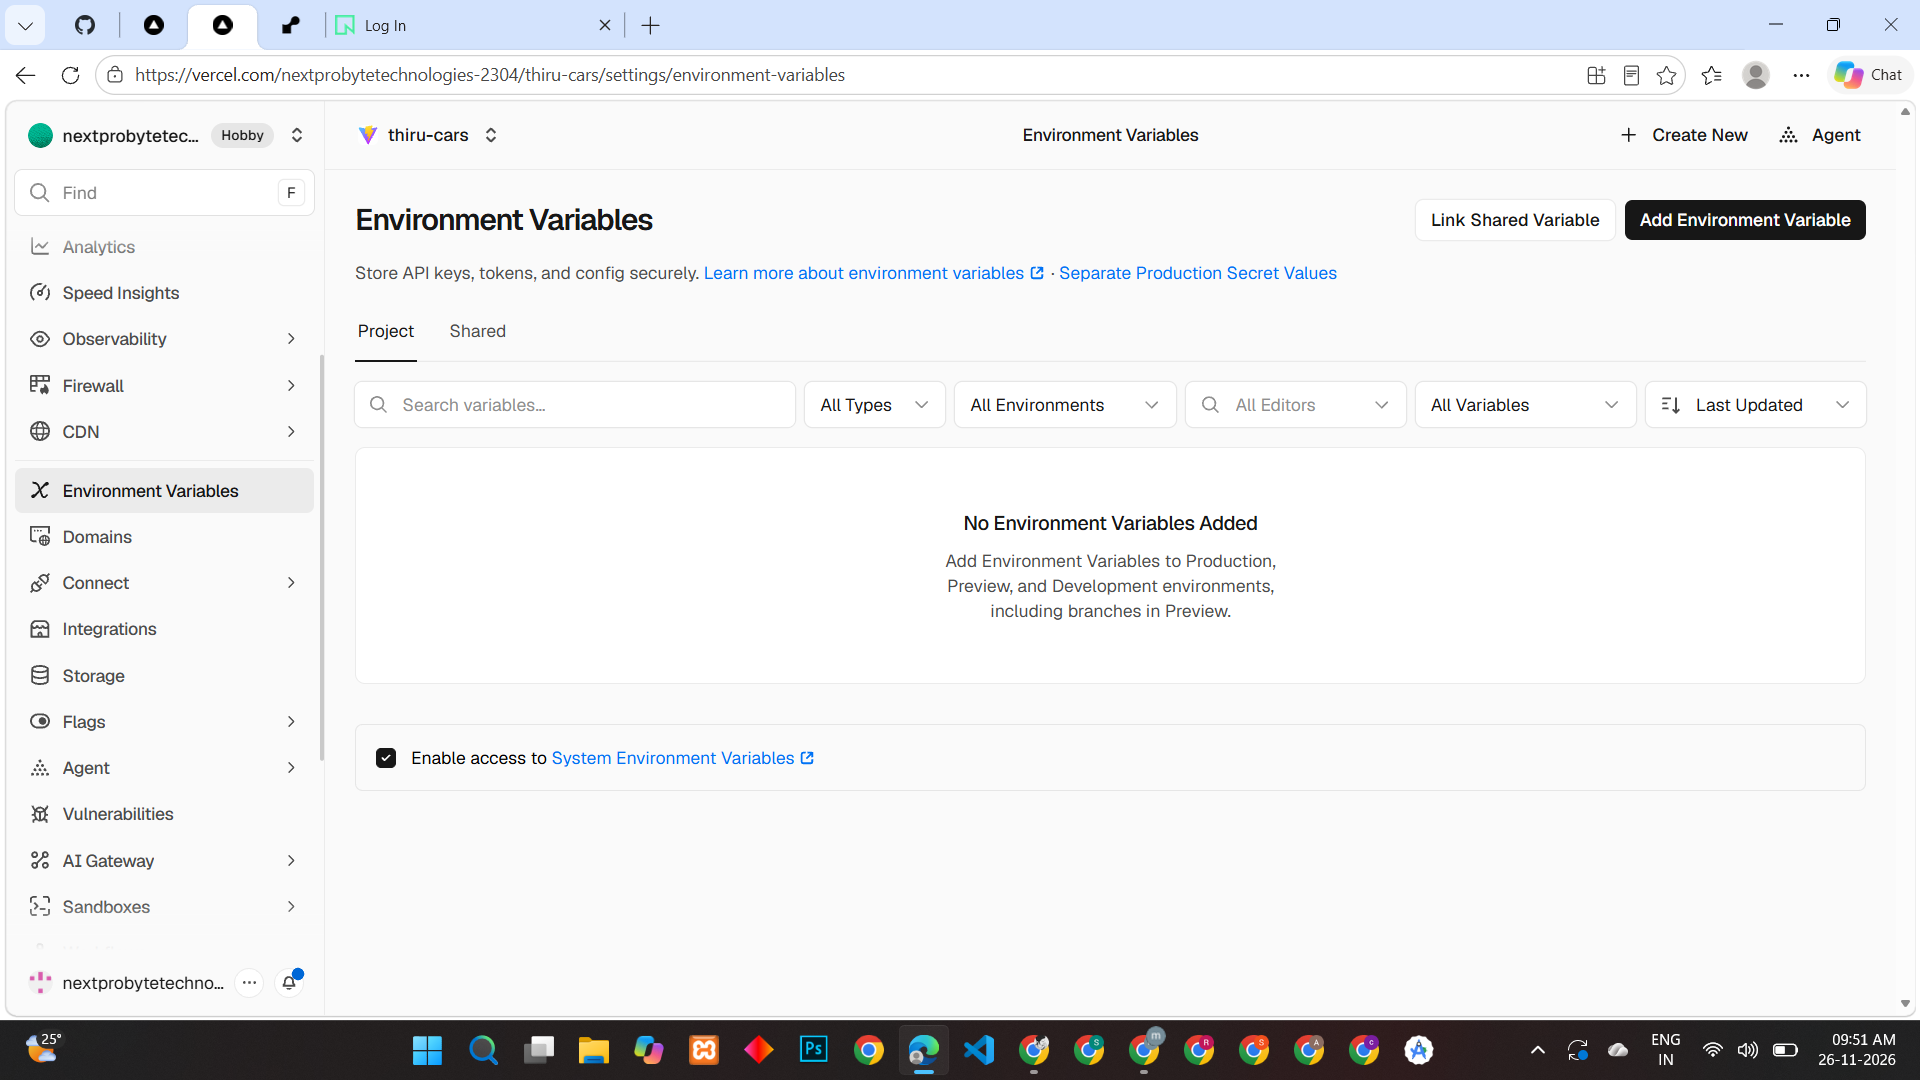 Log In
https://vercel.com/nextprobytetechnologies-2304/thiru-cars/settings/environment-variables
Chat
nextprobytetec... Hobby
thiru-cars
Environment Variables
Create New
Agent
Find F
Analytics
Speed Insights
Observability
Firewall
CDN
Environment Variables
Domains
Connect
Integrations
Storage
Flags
Agent
Vulnerabilities
AI Gateway
Sandboxes
nextprobytetechno...
Environment Variables
Link Shared Variable
Add Environment Variable
Store API keys, tokens, and config securely. Learn more about environment variables · Separate Production Secret Values
Project Shared
Search variables...
All Types
All Environments
All Editors
All Variables
Last Updated
No Environment Variables Added
Add Environment Variables to Production,
Preview, and Development environments,
including branches in Preview.
Enable access to System Environment Variables
25°
Ps
S
m
R
S
A
C
ENG
IN
09:51 AM
26-11-2026